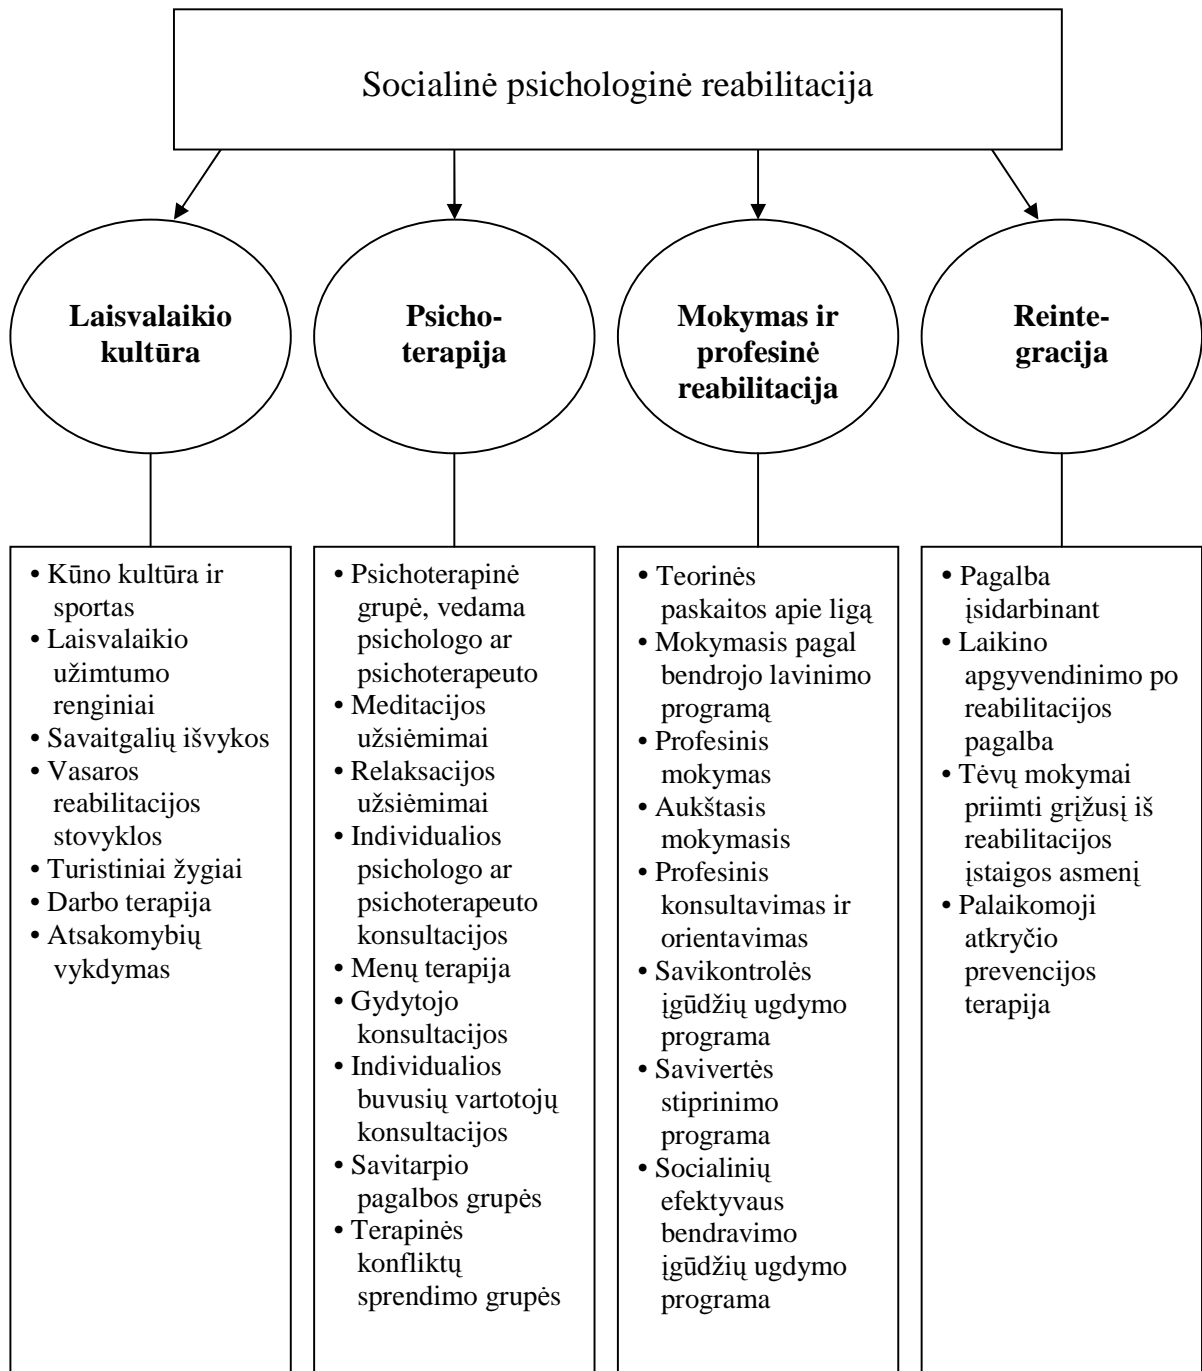 Socialinė psichologinė reabilitacija
Laisvalaikio
kultūra
Psicho-
terapija
Mokymas ir
profesinė
reabilitacija
Reinte-
gracija
• Kūno kultūra ir
sportas
• Laisvalaikio
užimtumo
renginiai
• Savaitgalių išvykos
• Vasaros
reabilitacijos
stovyklos
• Turistiniai žygiai
• Darbo terapija
• Atsakomybių
vykdymas
• Psichoterapinė
grupė, vedama
psichologo ar
psichoterapeuto
• Meditacijos
užsiėmimai
• Relaksacijos
užsiėmimai
• Individualios
psichologo ar
psichoterapeuto
konsultacijos
• Menų terapija
• Gydytojo
konsultacijos
• Individualios
buvusių vartotojų
konsultacijos
• Savitarpio
pagalbos grupės
• Terapinės
konfliktų
sprendimo grupės
• Teorinės
paskaitos apie ligą
• Mokymasis pagal
bendrojo lavinimo
programą
• Profesinis
mokymas
• Aukštasis
mokymasis
• Profesinis
konsultavimas ir
orientavimas
• Savikontrolės
įgūdžių ugdymo
programa
• Savivertės
stiprinimo
programa
• Socialinių
efektyvaus
bendravimo
įgūdžių ugdymo
programa
• Pagalba
įsidarbinant
• Laikino
apgyvendinimo po
reabilitacijos
pagalba
• Tėvų mokymai
priimti grįžusį iš
reabilitacijos
įstaigos asmenį
• Palaikomoji
atkryčio
prevencijos
terapija